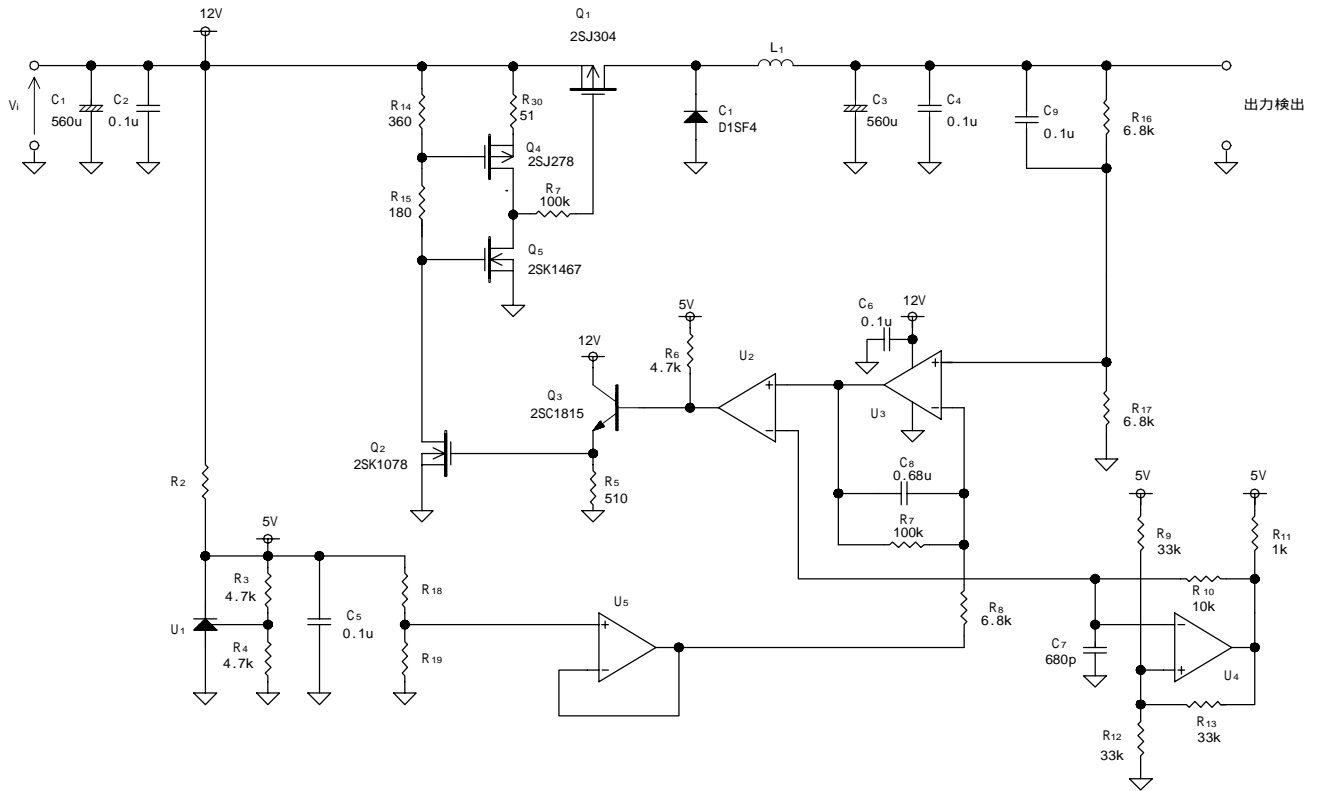 12V
Q1
2SJ304
L1
Vi
C1
560u
C2
0.1u
R14
360
R30
51
Q4
2SJ278
C1
D1SF4
C3
560u
C4
0.1u
C9
0.1u
R16
6.8k
出力検出
R15
180
R7
100k
Q5
2SK1467
5V
C6
0.1u
12V
12V
R6
4.7k
U2
Q3
2SC1815
U3
R17
6.8k
Q2
2SK1078
R5
510
C8
0.68u
R7
100k
R2
5V
5V
5V
R9
33k
R11
1k
R3
4.7k
R18
U5
R8
6.8k
R10
10k
U1
R4
4.7k
C5
0.1u
R19
C7
680p
U4
R12
33k
R13
33k